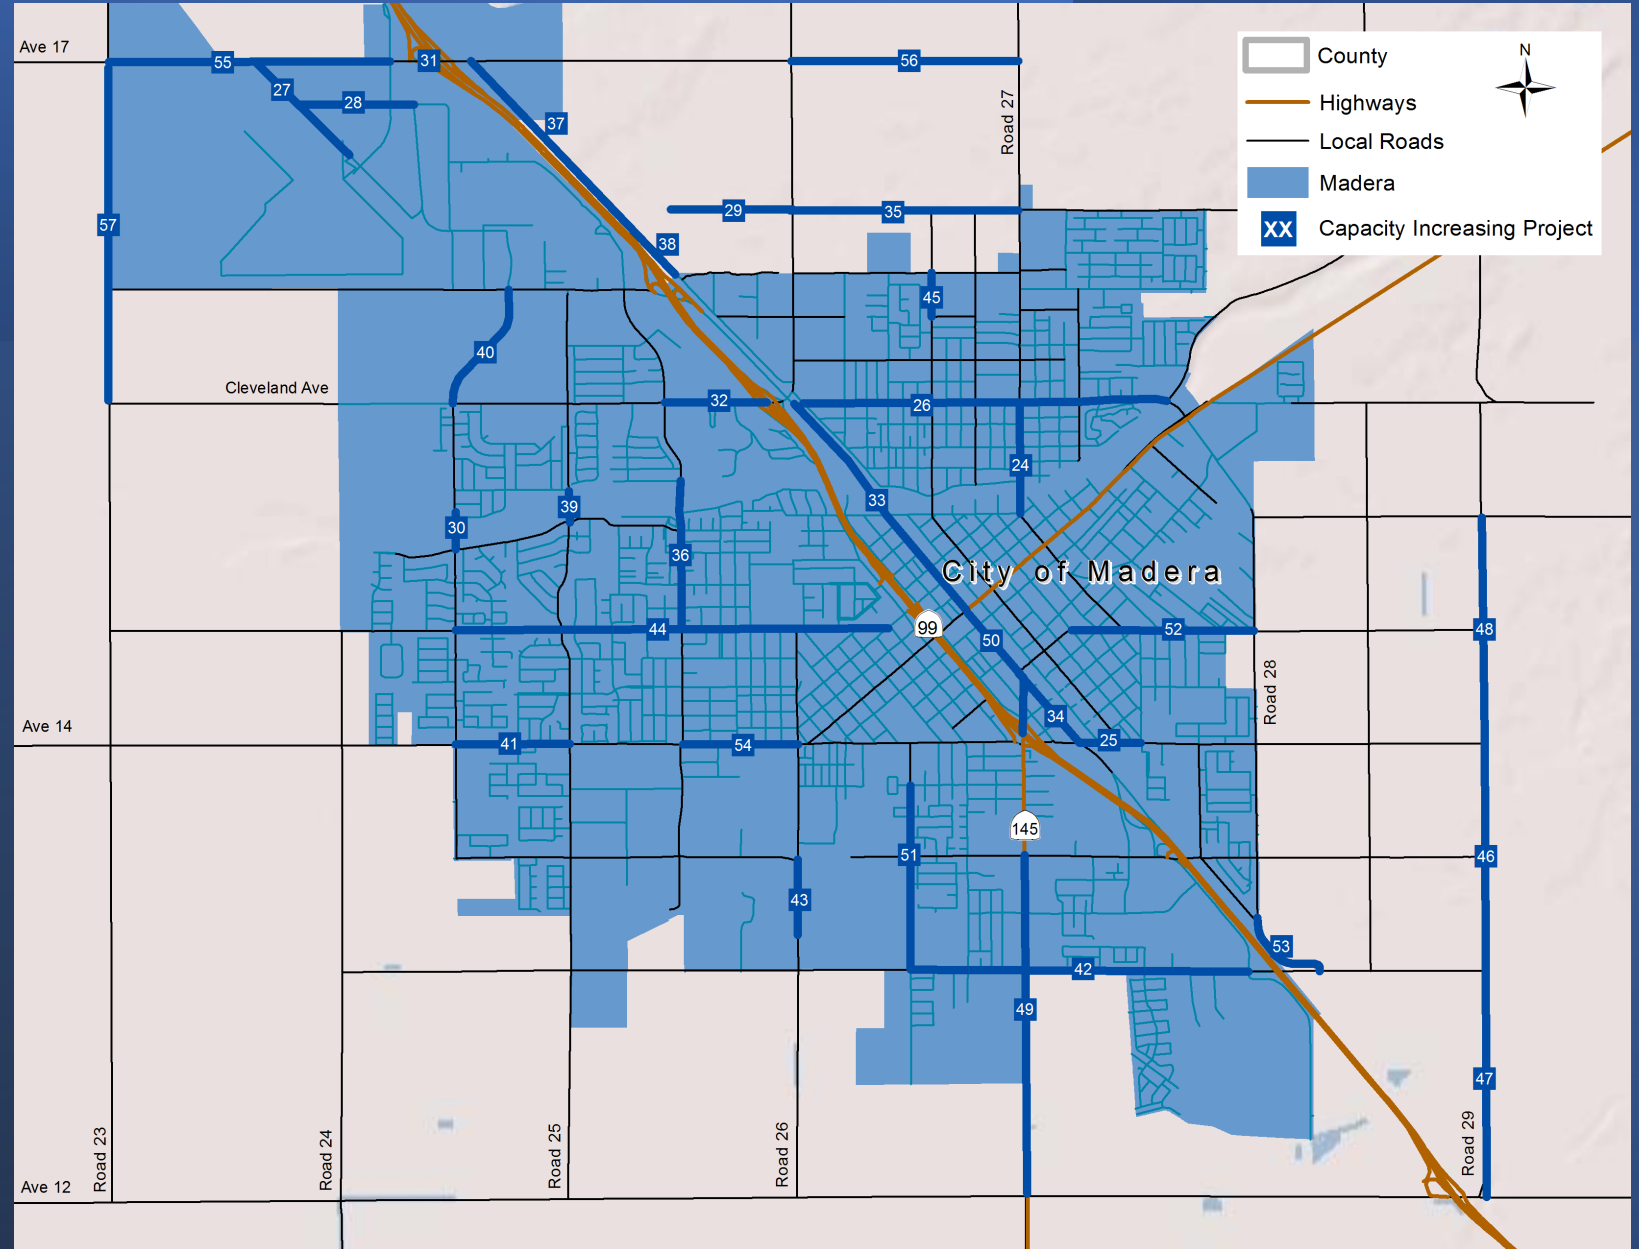 Ave 17
55
31
56
27
28
37
Road 27
County
N
Highways
Local Roads
Madera
XX Capacity Increasing Project
29
35
57
38
45
40
Cleveland Ave
32
26
24
33
39
30
36
City of Madera
44
99
50
52
48
Road 28
34
Ave 14
41
54
25
145
51
46
43
53
42
49
47
Road 23
Road 24
Road 25
Road 26
Road 29
Ave 12